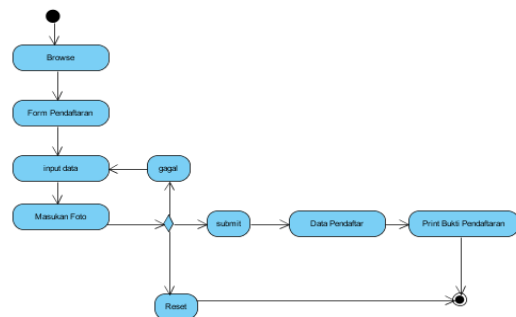 Browse
Form Pendaftaran
input data
gagal
Masukan Foto
submit
Data Pendaftar
Print Bukti Pendaftaran
Reset